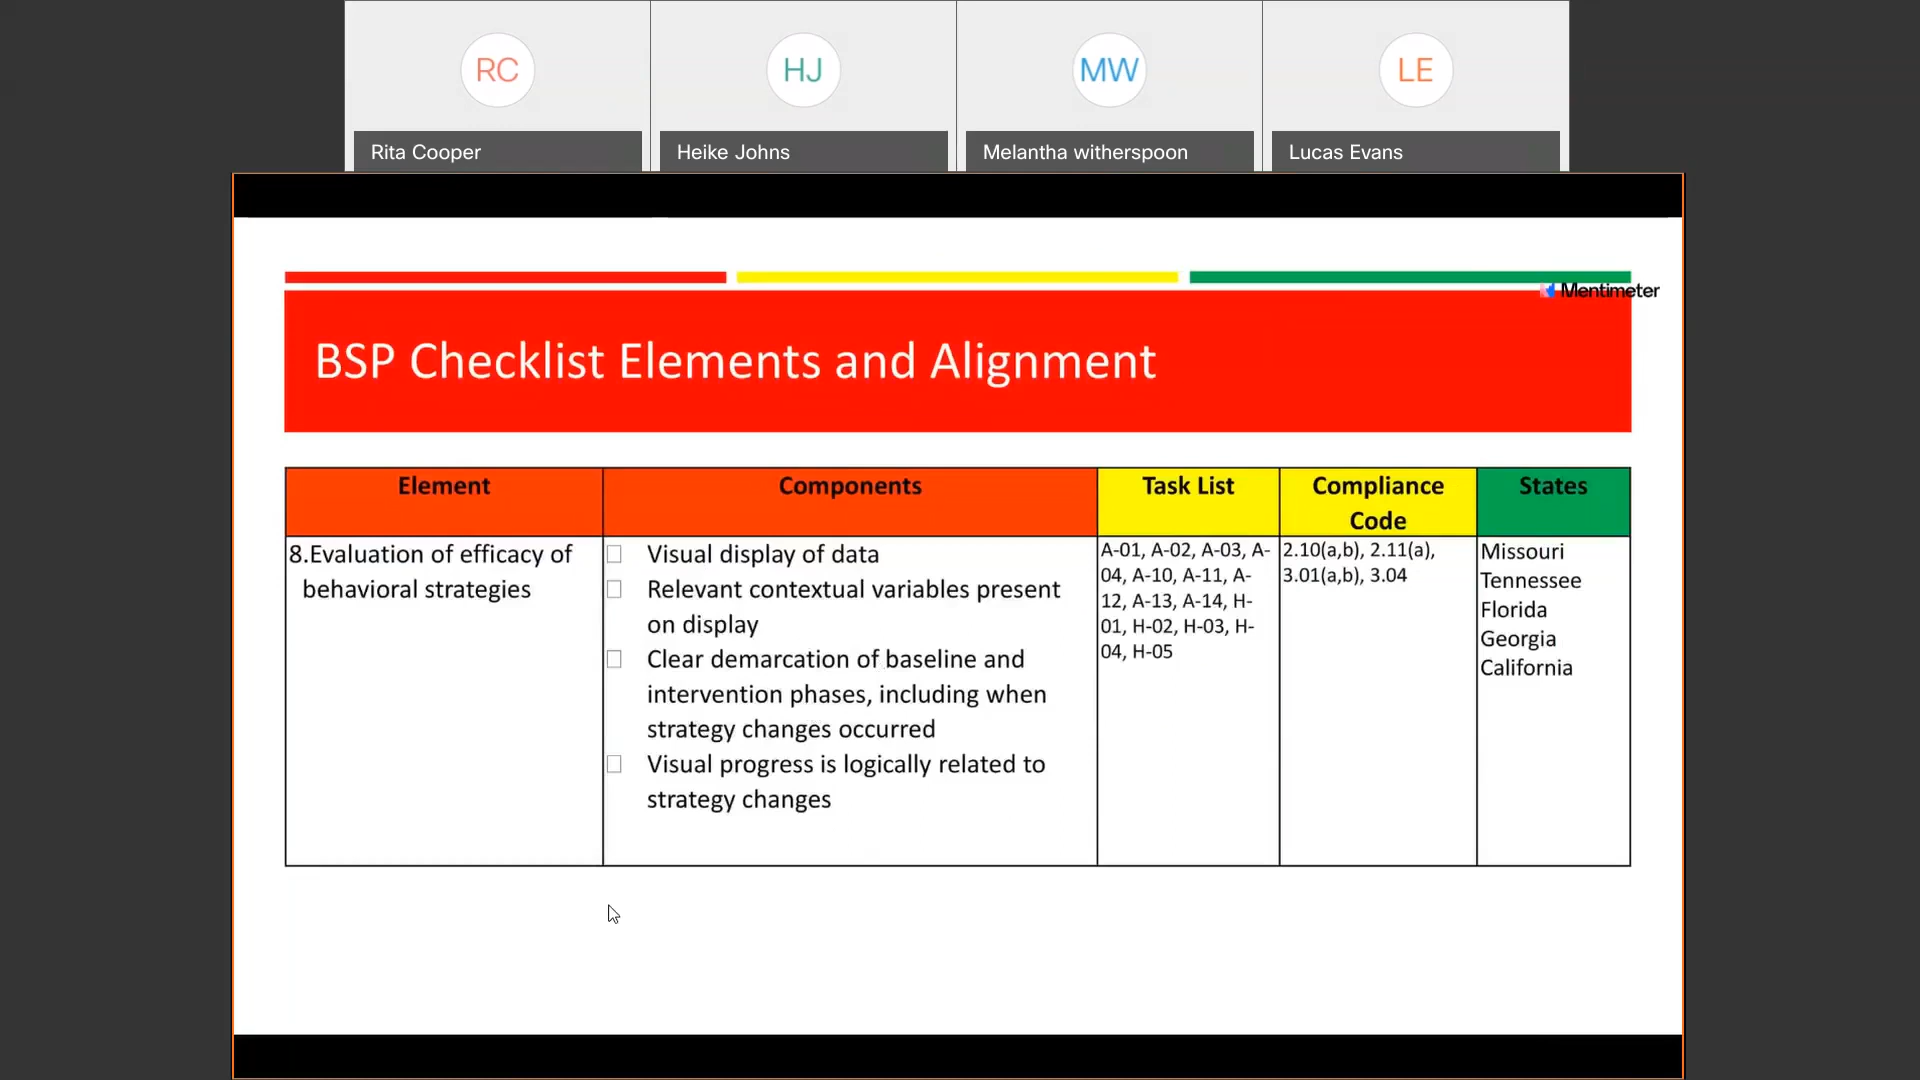 RC
HJ
MW
LE
Rita Cooper
Heike Johns
Melantha witherspoon
Lucas Evans
Mentimeter
BSP Checklist Elements and Alignment
Element
Components
Task List
Compliance
Code
States
8.Evaluation of efficacy of
behavioral strategies
Visual display of data
Relevant contextual variables present
on display
Clear demarcation of baseline and
intervention phases, including when
strategy changes occurred
Visual progress is logically related to
strategy changes
A-01, A-02, A-03, A-
04, A-10, A-11, A-
12, A-13, A-14, H-
01, H-02, H-03, H-
04, H-05
2.10(a,b), 2.11(a),
3.01(a,b), 3.04
Missouri
Tennessee
Florida
Georgia
California